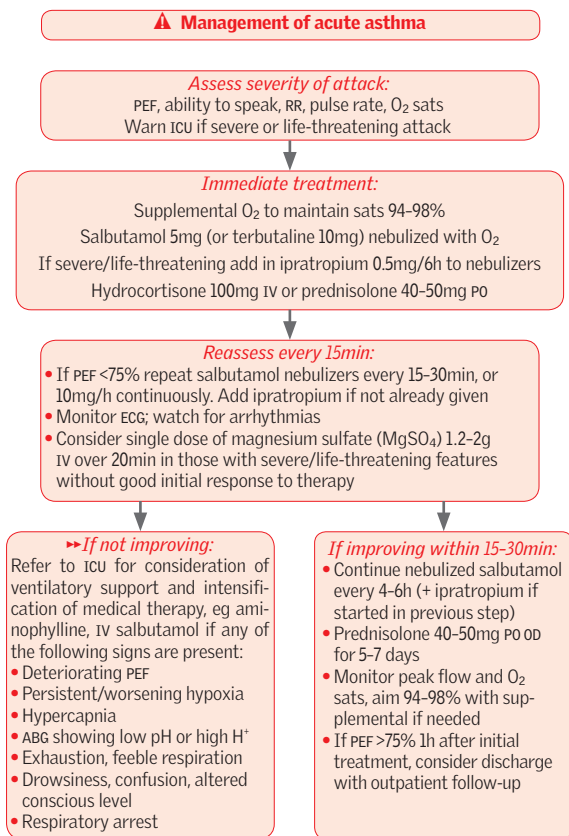 ⚠ Management of acute asthma
Assess severity of attack:
PEF, ability to speak, RR, pulse rate, O₂ sats
Warn ICU if severe or life-threatening attack
Immediate treatment:
Supplemental O₂ to maintain sats 94–98%
Salbutamol 5mg (or terbutaline 10mg) nebulized with O₂
If severe/life-threatening add in ipratropium 0.5mg/6h to nebulizers
Hydrocortisone 100mg IV or prednisolone 40–50mg PO
Reassess every 15min:
• If PEF <75% repeat salbutamol nebulizers every 15–30min, or
10mg/h continuously. Add ipratropium if not already given
• Monitor ECG; watch for arrhythmias
• Consider single dose of magnesium sulfate (MgSO₄) 1.2–2g
IV over 20min in those with severe/life-threatening features
without good initial response to therapy
▸▸If not improving:
Refer to ICU for consideration of
ventilatory support and intensif-
ication of medical therapy, eg ami-
nophylline, IV salbutamol if any of
the following signs are present:
• Deteriorating PEF
• Persistent/worsening hypoxia
• Hypercapnia
• ABG showing low pH or high H⁺
• Exhaustion, feeble respiration
• Drowsiness, confusion, altered
conscious level
• Respiratory arrest
If improving within 15–30min:
• Continue nebulized salbutamol
every 4–6h (+ ipratropium if
started in previous step)
• Prednisolone 40–50mg PO OD
for 5–7 days
• Monitor peak flow and O₂
sats, aim 94–98% with sup-
plemental if needed
• If PEF >75% 1h after initial
treatment, consider discharge
with outpatient follow-up